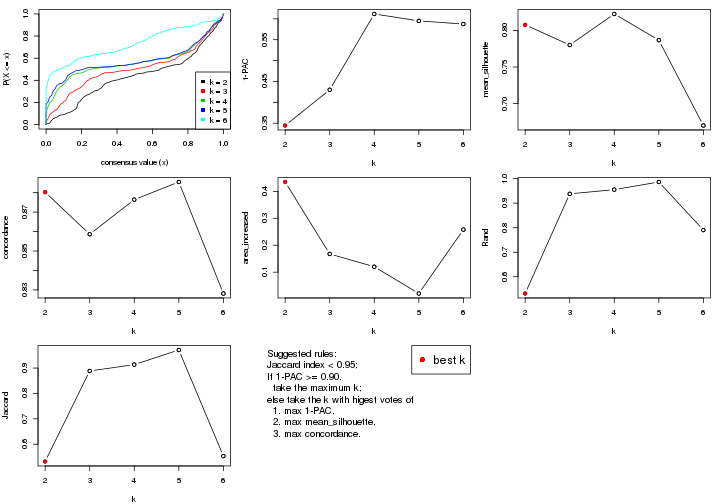 P(X <= x)
0.0 0.2 0.4 0.6 0.8 1.0
k = 2
k = 3
k = 4
k = 5
k = 6
0.0 0.2 0.4 0.6 0.8 1.0
consensus value (x)
1-PAC
0.35 0.45 0.55
2 3 4 5 6
k
mean_silhouette
0.70 0.75 0.80
2 3 4 5 6
k
concordance
0.83 0.85 0.87
2 3 4 5 6
k
area_increased
0.1 0.2 0.3 0.4
2 3 4 5 6
k
Rand
0.6 0.7 0.8 0.9 1.0
2 3 4 5 6
k
Jaccard
0.6 0.7 0.8 0.9
2 3 4 5 6
k
Suggested rules:
Jaccard index < 0.95;
If 1-PAC >= 0.90,
take the maximum k;
else take the k with higest votes of
1. max 1-PAC,
2. max mean_silhouette,
3. max concordance.
best k